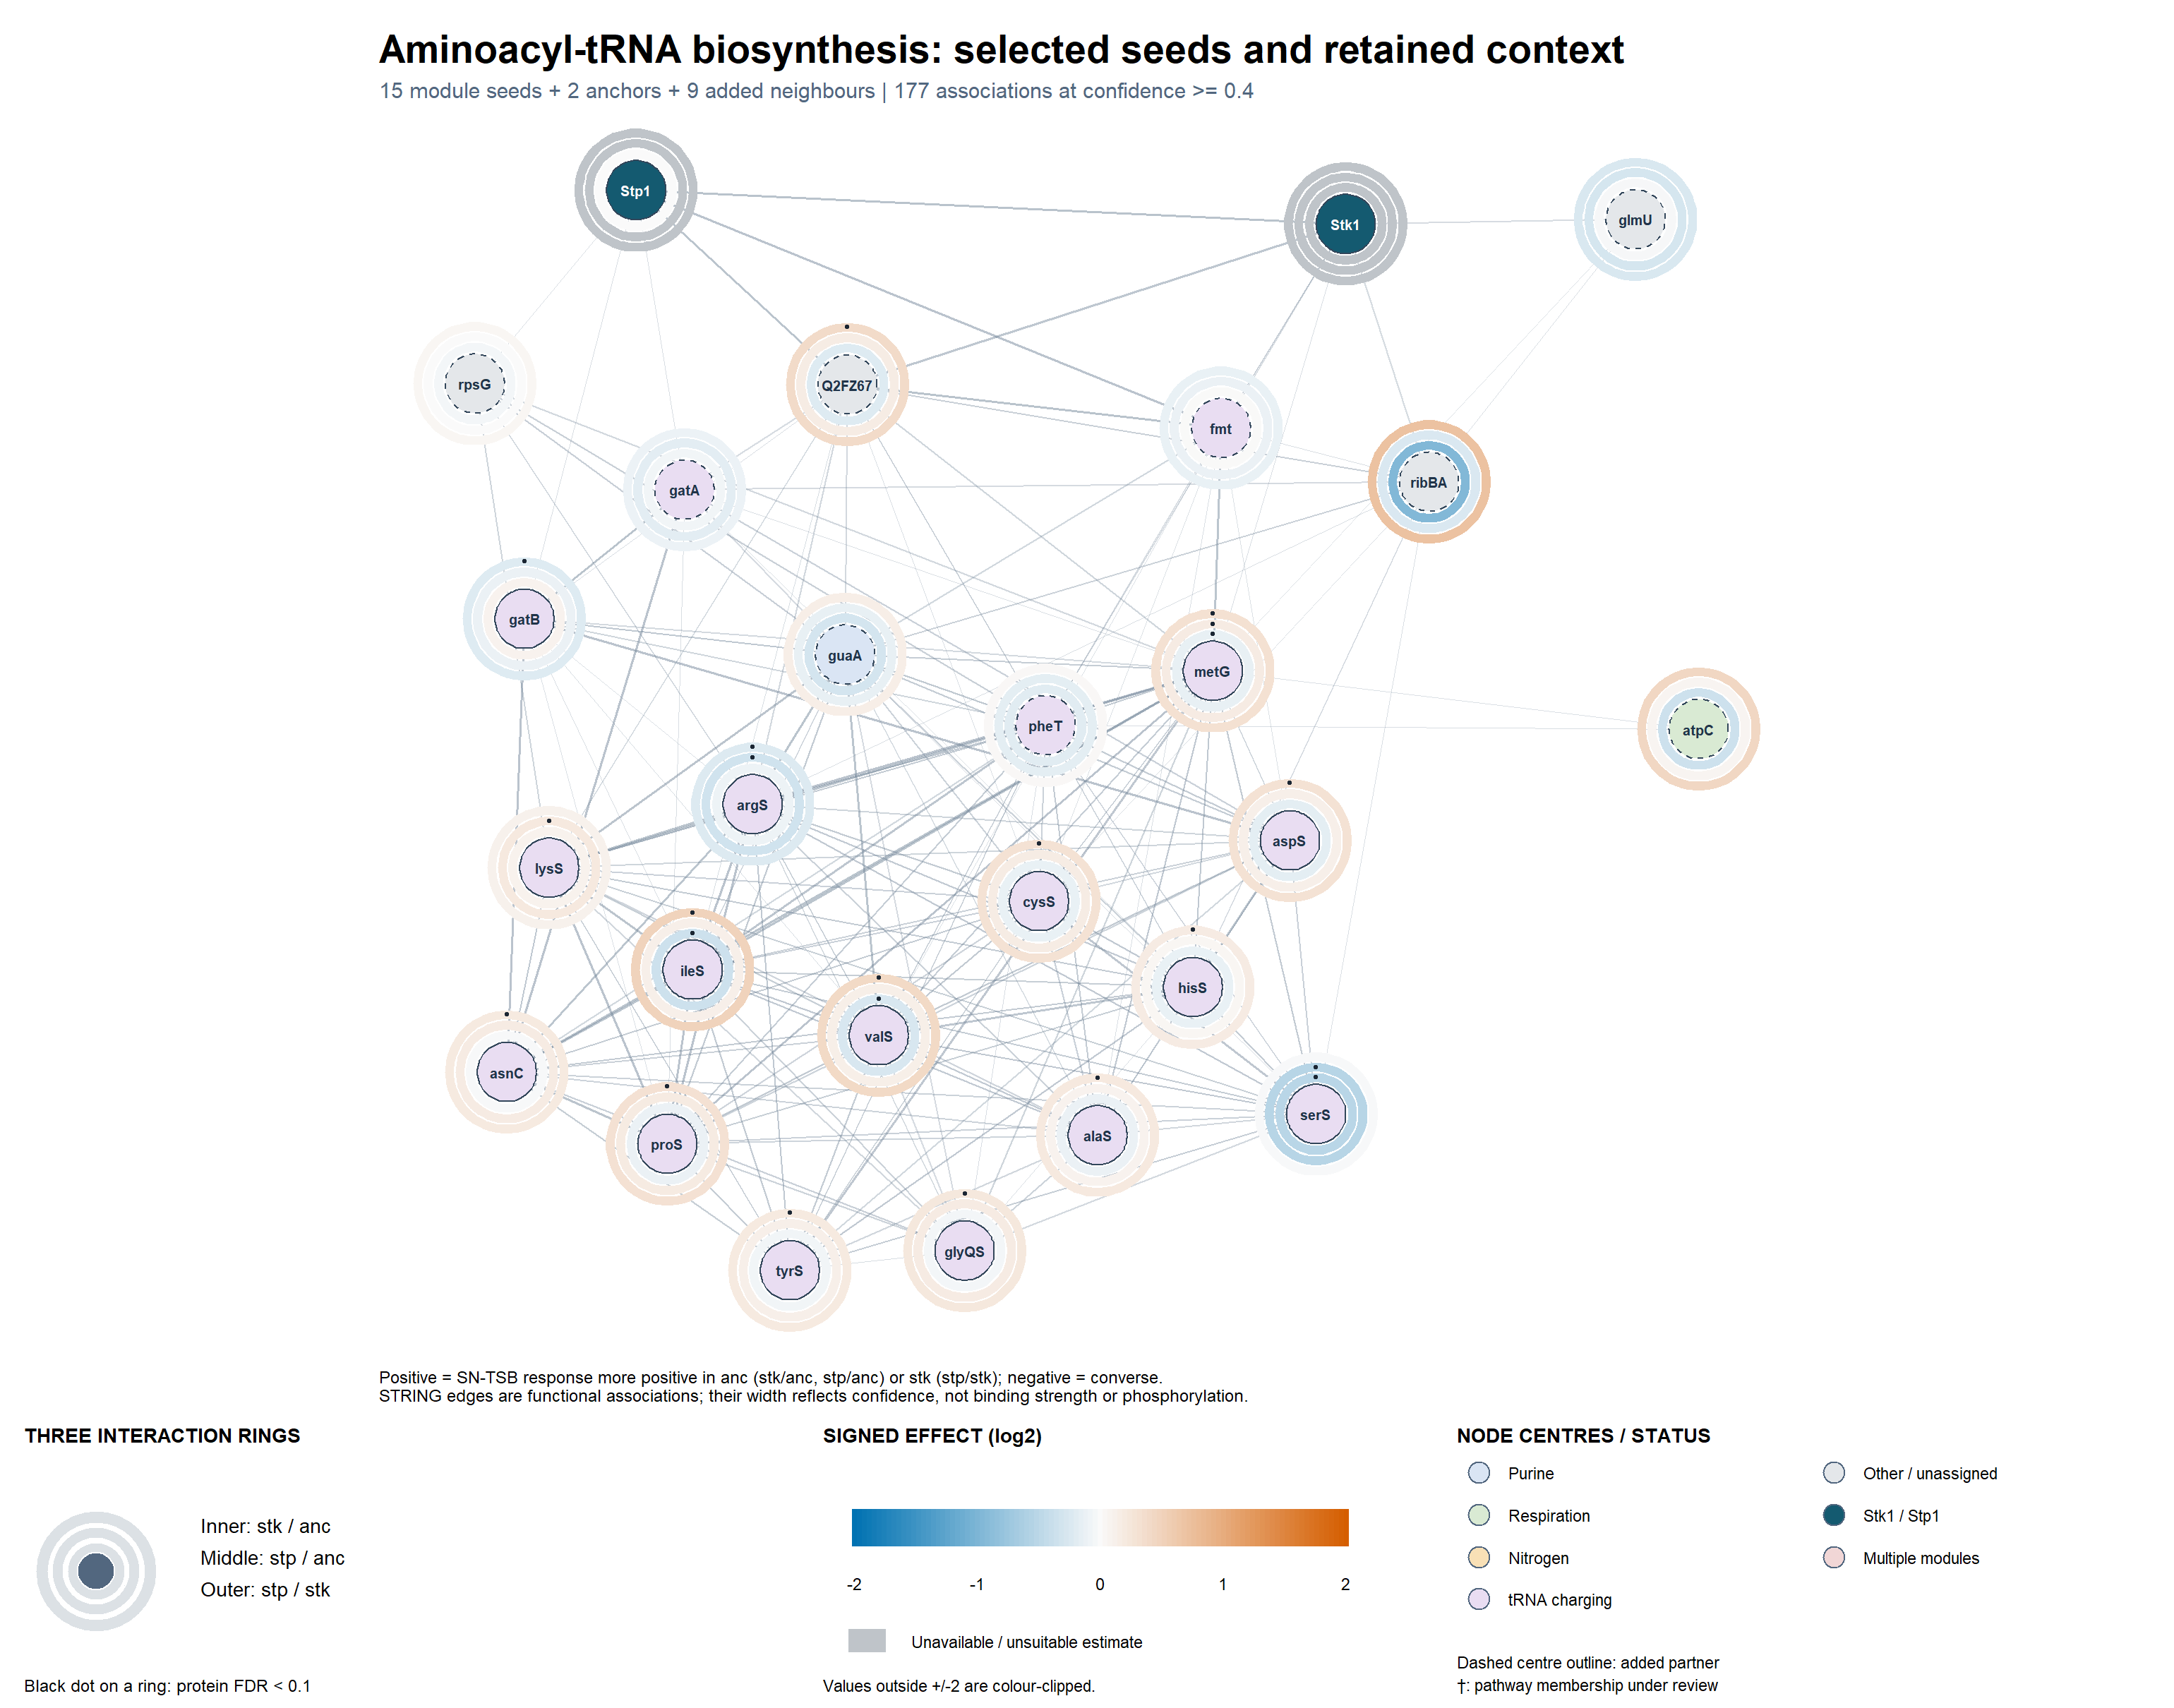 Aminoacyl-tRNA biosynthesis: selected seeds and retained context
15 module seeds + 2 anchors + 9 added neighbours | 177 associations at confidence >= 0.4
Stp1
Stk1
glmU
rpsG
Q2FZ67
fmt
gatA
ribBA
gatB
guaA
metG
pheT
atpC
argS
aspS
lysS
cysS
ileS
hisS
valS
asnC
serS
proS
alaS
glyQS
tyrS
Positive = SN-TSB response more positive in anc (stk/anc, stp/anc) or stk (stp/stk); negative = converse.
STRING edges are functional associations; their width reflects confidence, not binding strength or phosphorylation.
THREE INTERACTION RINGS
Inner: stk / anc
Middle: stp / anc
Outer: stp / stk
Black dot on a ring: protein FDR < 0.1
SIGNED EFFECT (log2)
-2 -1 0 1 2
Unavailable / unsuitable estimate
Values outside +/-2 are colour-clipped.
NODE CENTRES / STATUS
Purine
Respiration
Nitrogen
tRNA charging
Other / unassigned
Stk1 / Stp1
Multiple modules
Dashed centre outline: added partner
†: pathway membership under review